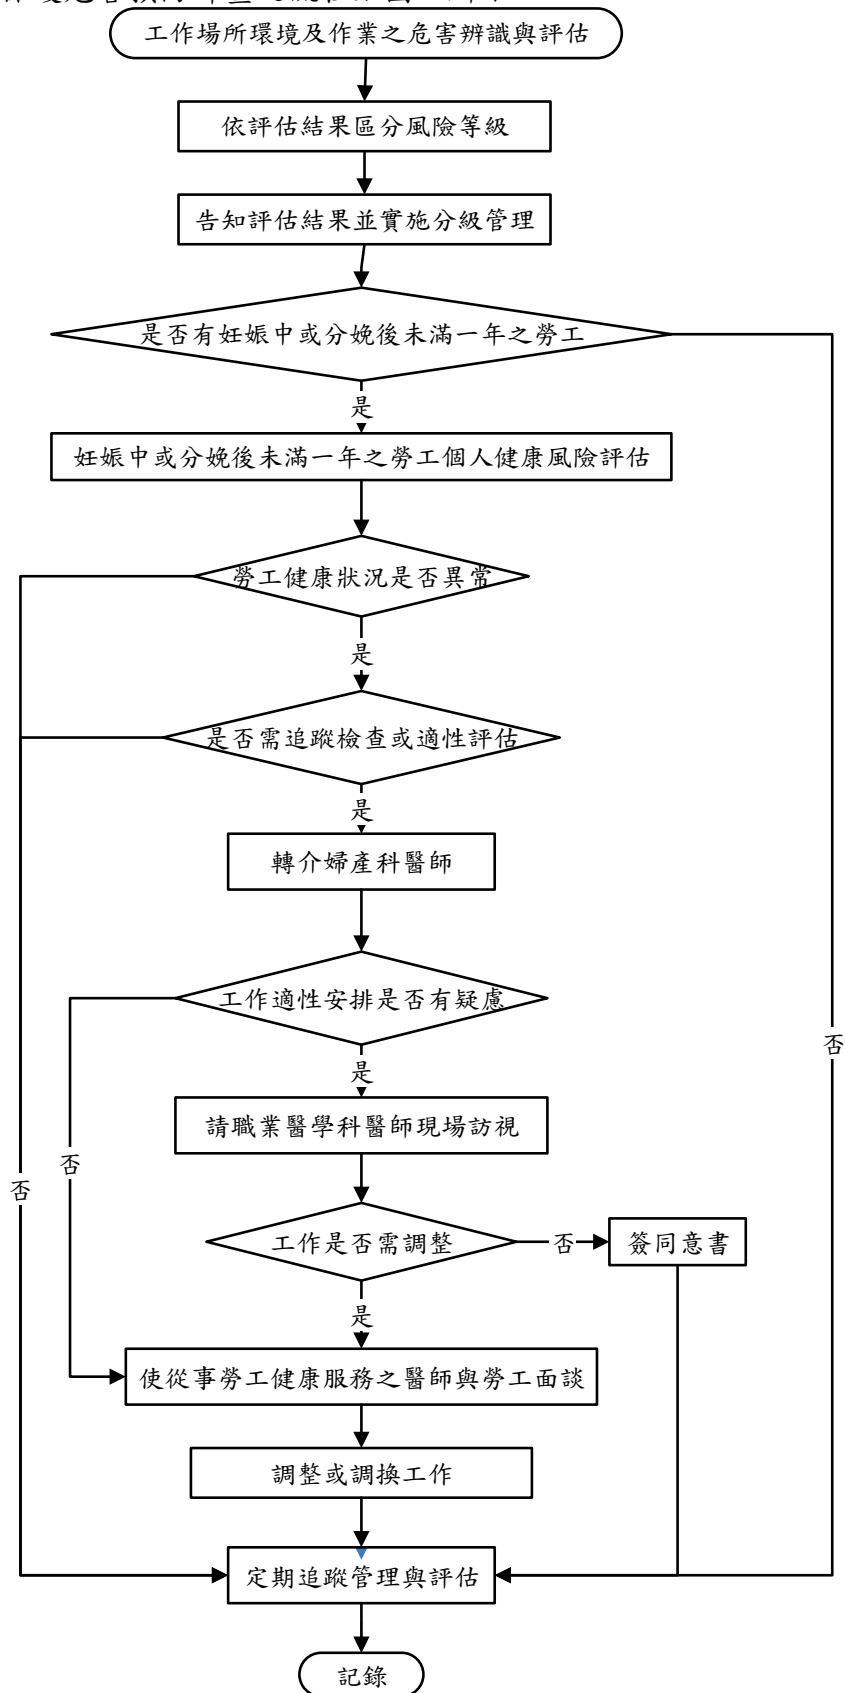 工作場所環境及作業之危害辨識與評估
依評估結果區分風險等級
告知評估結果並實施分級管理
是否有妊娠中或分娩後未滿一年之勞工
是
妊娠中或分娩後未滿一年之勞工個人健康風險評估
勞工健康狀況是否異常
是
是否需追蹤檢查或適性評估
是
轉介婦產科醫師
工作適性安排是否有疑慮
否
是
請職業醫學科醫師現場訪視
否
否
工作是否需調整
否
簽同意書
是
使從事勞工健康服務之醫師與勞工面談
調整或調換工作
定期追蹤管理與評估
記錄